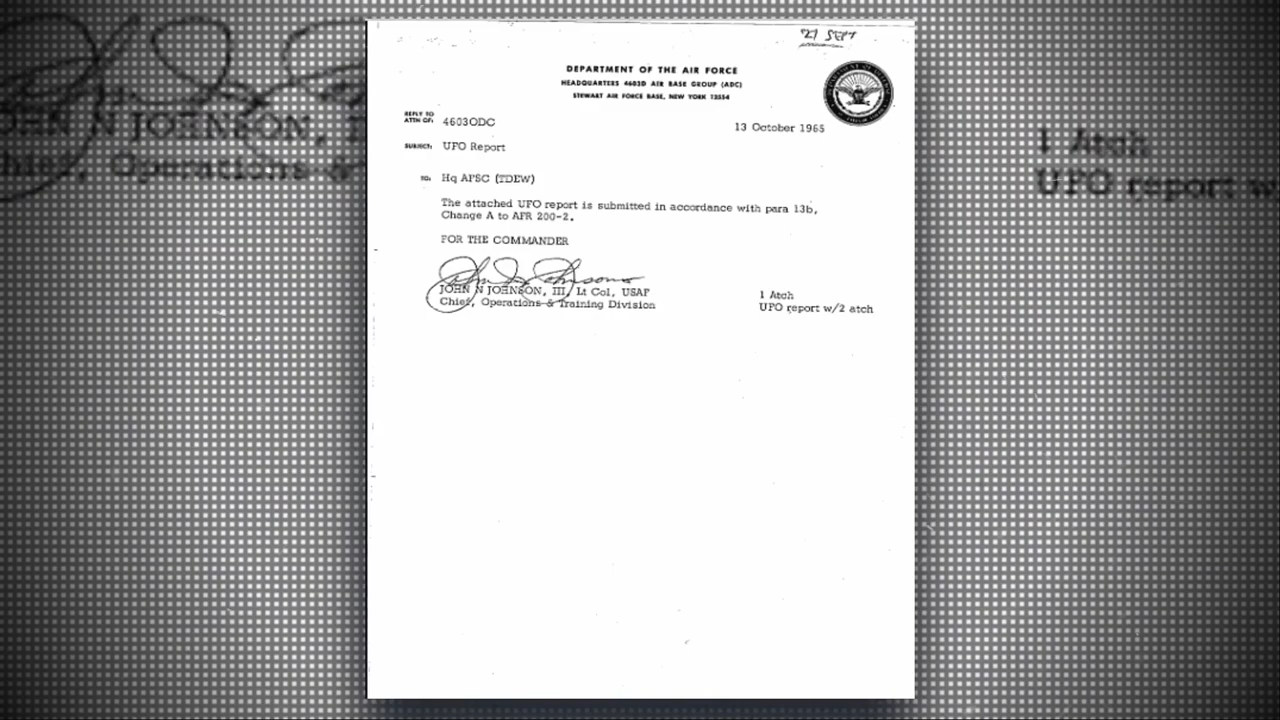 27 SEPT
DEPARTMENT OF THE AIR FORCE
HEADQUARTERS 4603D AIR BASE GROUP (ADC)
STEWART AIR FORCE BASE, NEW YORK 12554
REPLY TO
ATTN OF: 4603ODC
13 October 1965
SUBJECT: UFO Report
TO: Hq AFSC (TDEW)
The attached UFO report is submitted in accordance with para 13b,
Change A to AFR 200-2.
FOR THE COMMANDER
JOHN N JOHNSON, III, Lt Col, USAF
Chief, Operations & Training Division
1 Atch
UFO report w/2 atch
JOHN N JOHNSON,
Chief, Operations &
1 Atch
UFO report w